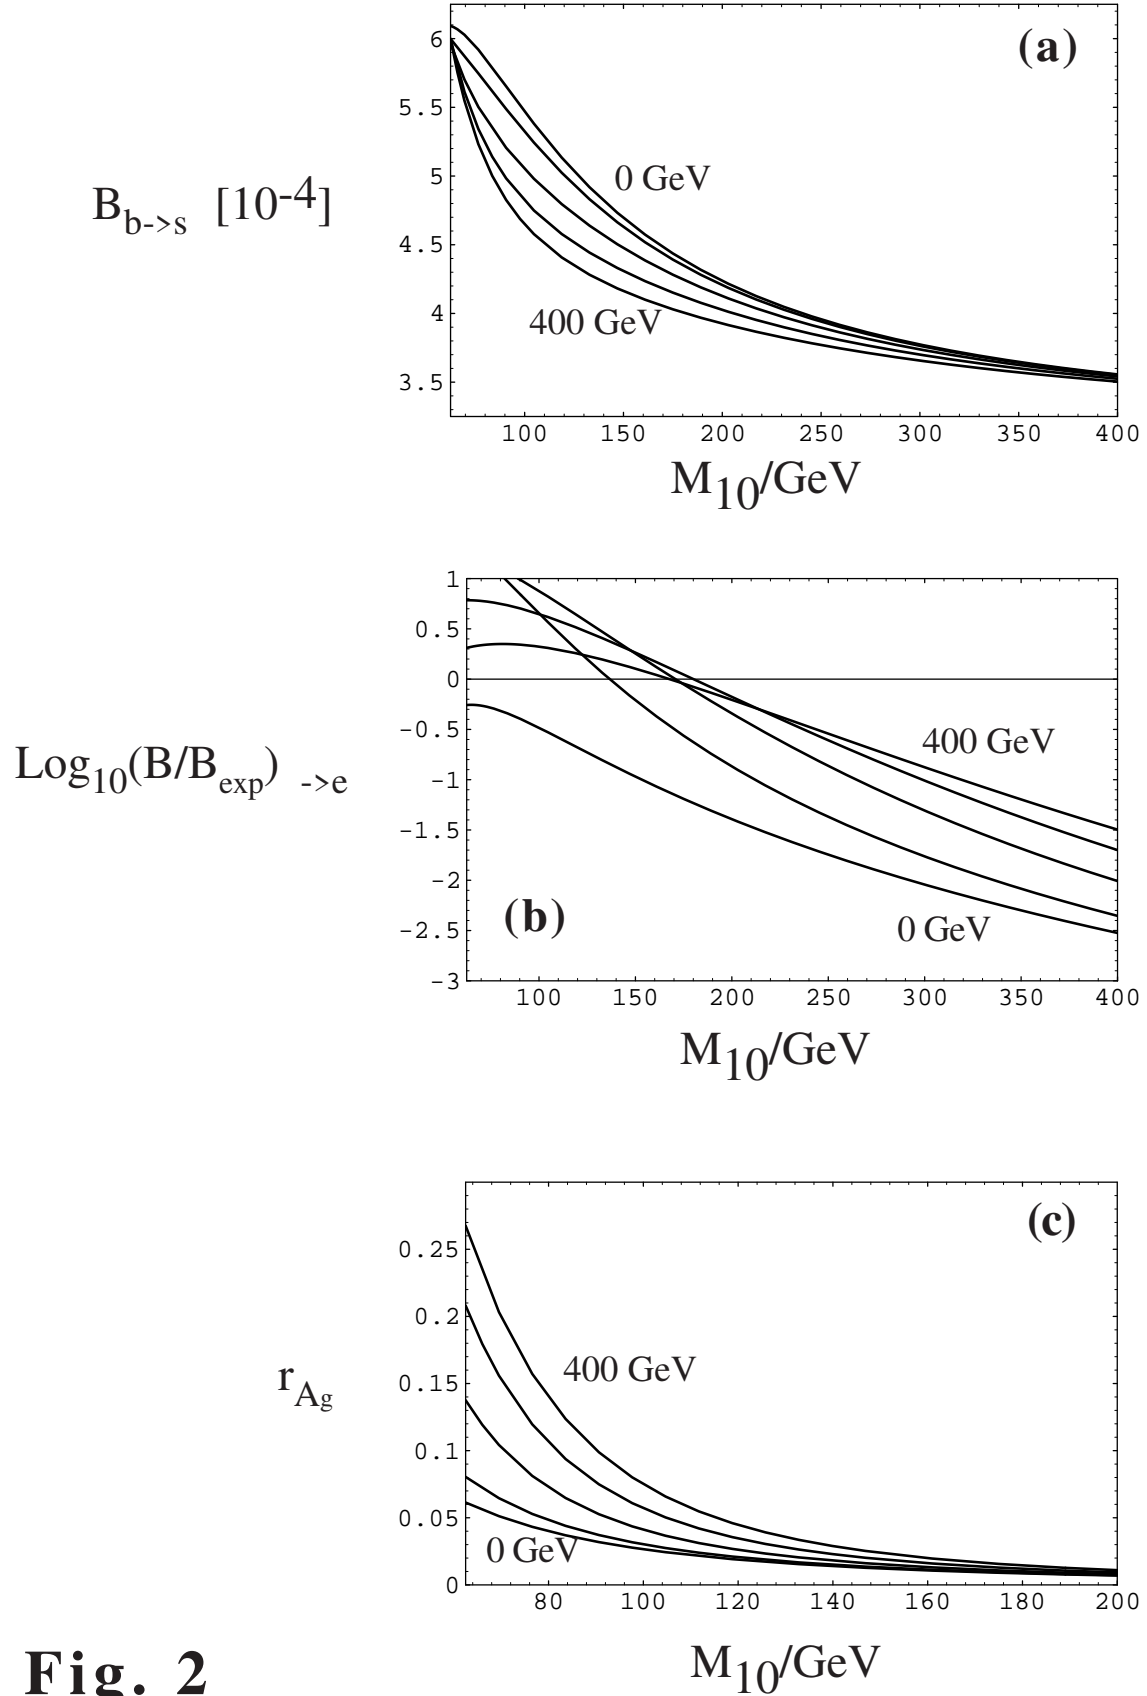 (a)
6
5.5
5
4.5
4
3.5
0 GeV
400 GeV
B_b->s [10^-4]
100 150 200 250 300 350 400
M_10/GeV
1
0.5
0
-0.5
-1
-1.5
-2
-2.5
-3
400 GeV
Log_10(B/B_exp) ->e
(b)
0 GeV
100 150 200 250 300 350 400
M_10/GeV
(c)
0.25
0.2
0.15
0.1
0.05
0
400 GeV
r_Ag
0 GeV
80 100 120 140 160 180 200
M_10/GeV
Fig. 2